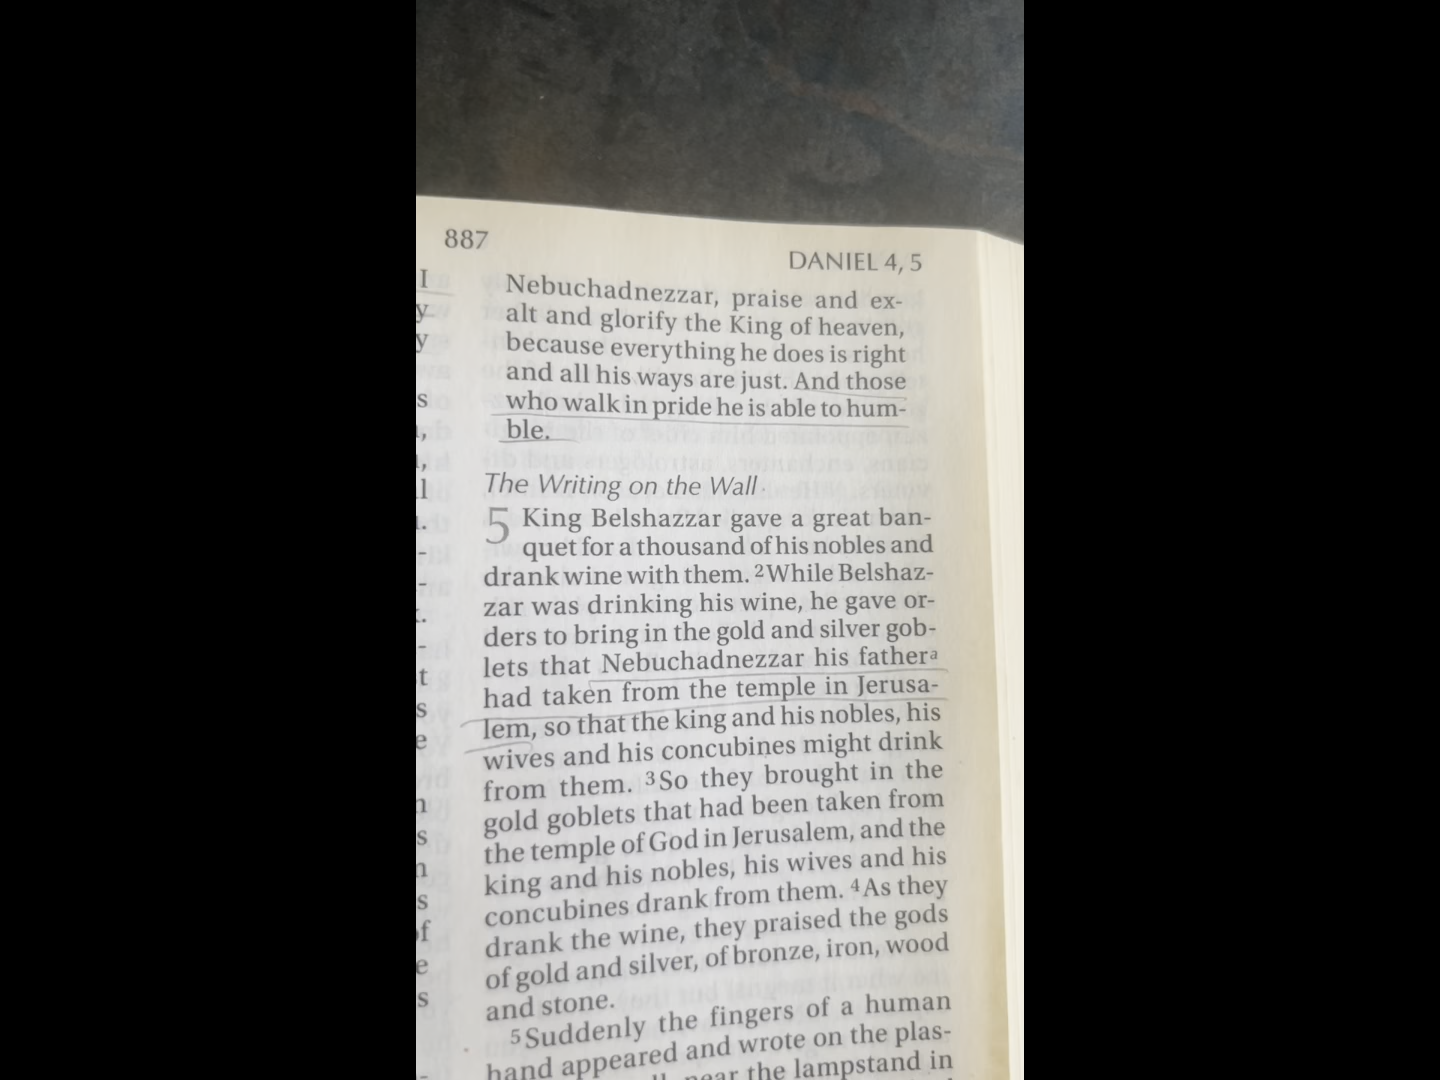 887
DANIEL 4, 5
Nebuchadnezzar, praise and ex-
alt and glorify the King of heaven,
because everything he does is right
and all his ways are just. And those
who walk in pride he is able to hum-
ble.
The Writing on the Wall
5 King Belshazzar gave a great ban-
quet for a thousand of his nobles and
drank wine with them. 2 While Belshaz-
zar was drinking his wine, he gave or-
ders to bring in the gold and silver gob-
lets that Nebuchadnezzar his father a
had taken from the temple in Jerusa-
lem, so that the king and his nobles, his
wives and his concubines might drink
from them. 3 So they brought in the
gold goblets that had been taken from
the temple of God in Jerusalem, and the
king and his nobles, his wives and his
concubines drank from them. 4 As they
drank the wine, they praised the gods
of gold and silver, of bronze, iron, wood
and stone.
5 Suddenly the fingers of a human
hand appeared and wrote on the plas-
near the lampstand in